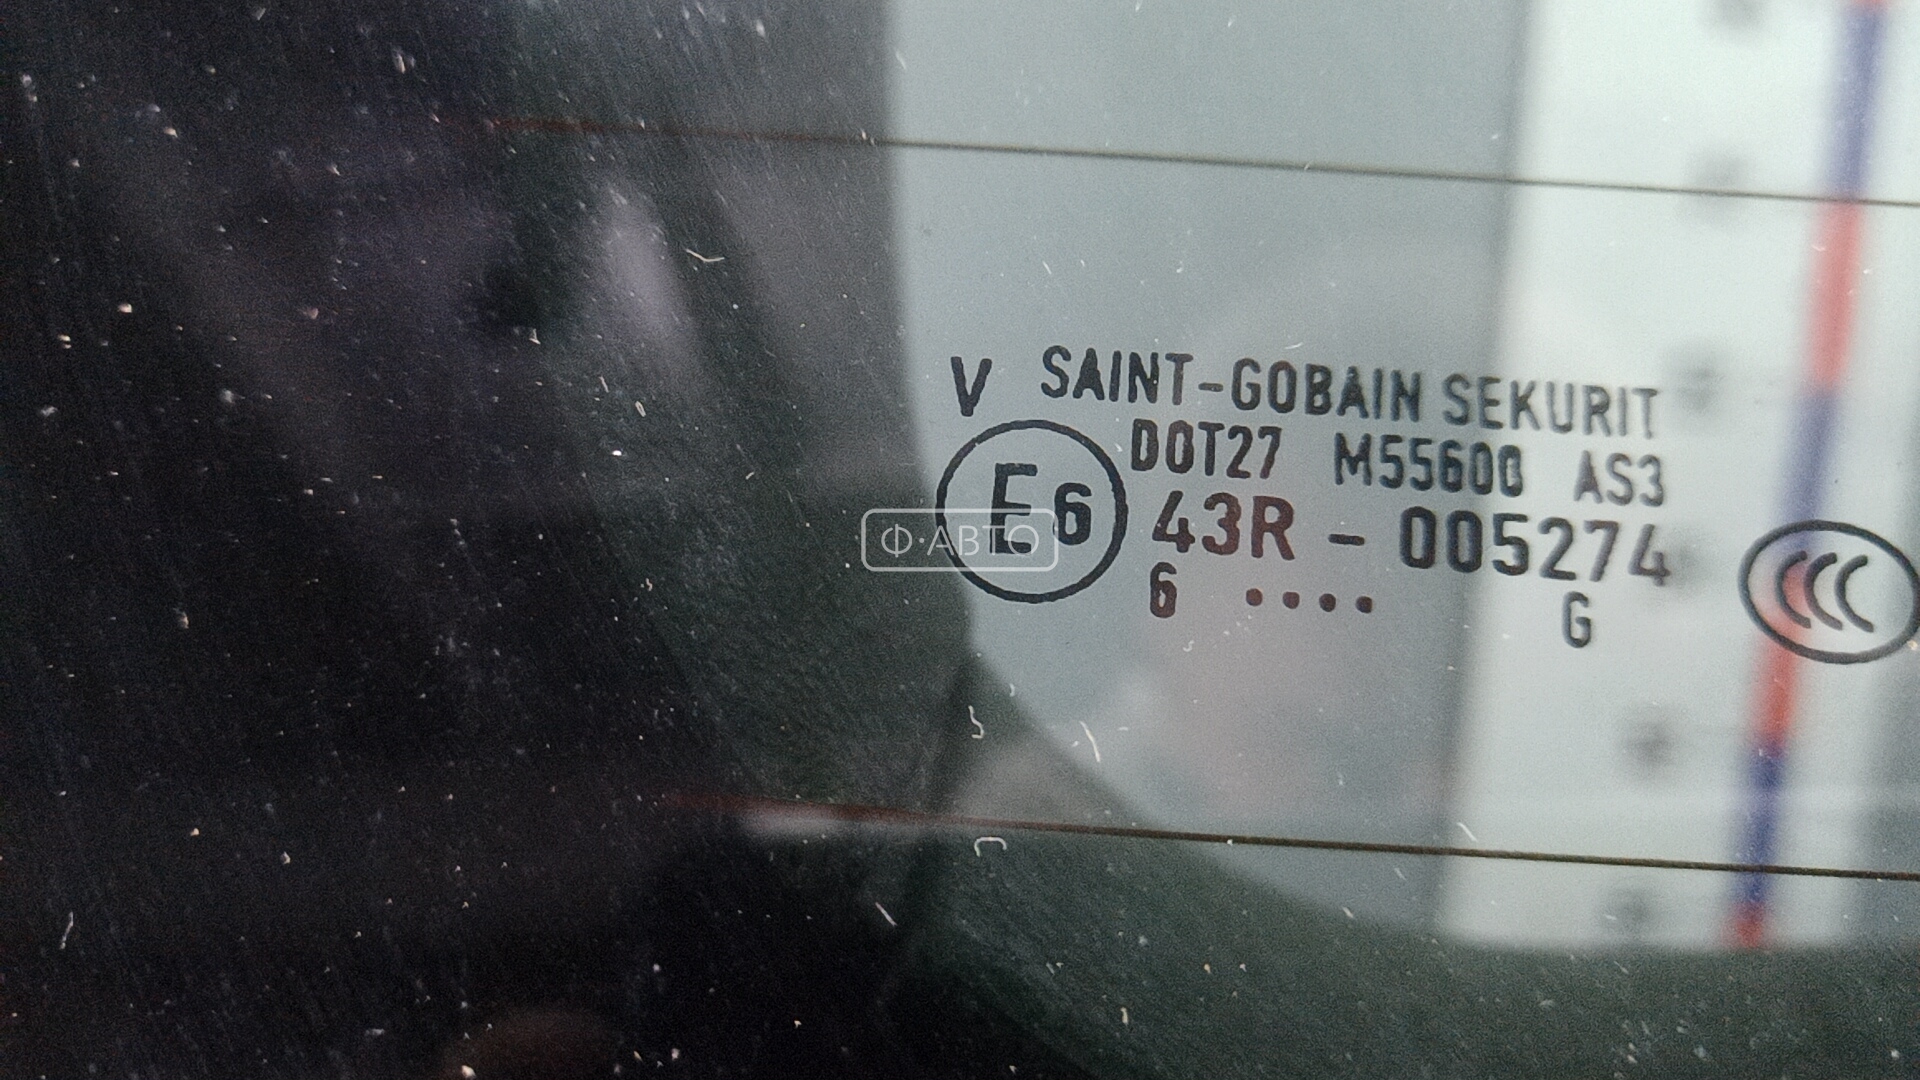 V SAINT-GOBAIN SEKURIT
DOT27 M55600 AS3
E6 43R - 005274
6 •••• G
CCC
Ф·АВТО